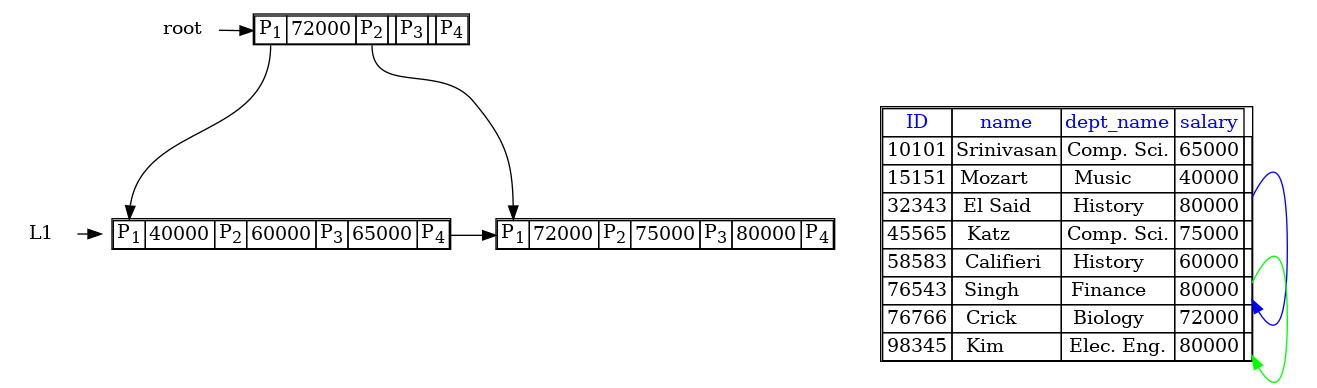 root P1 72000 P2 P3 P4
ID name dept_name salary
10101 Srinivasan Comp. Sci. 65000
15151 Mozart Music 40000
32343 El Said History 80000
L1 P1 40000 P2 60000 P3 65000 P4 P1 72000 P2 75000 P3 80000 P4
45565 Katz Comp. Sci. 75000
58583 Califieri History 60000
76543 Singh Finance 80000
76766 Crick Biology 72000
98345 Kim Elec. Eng. 80000